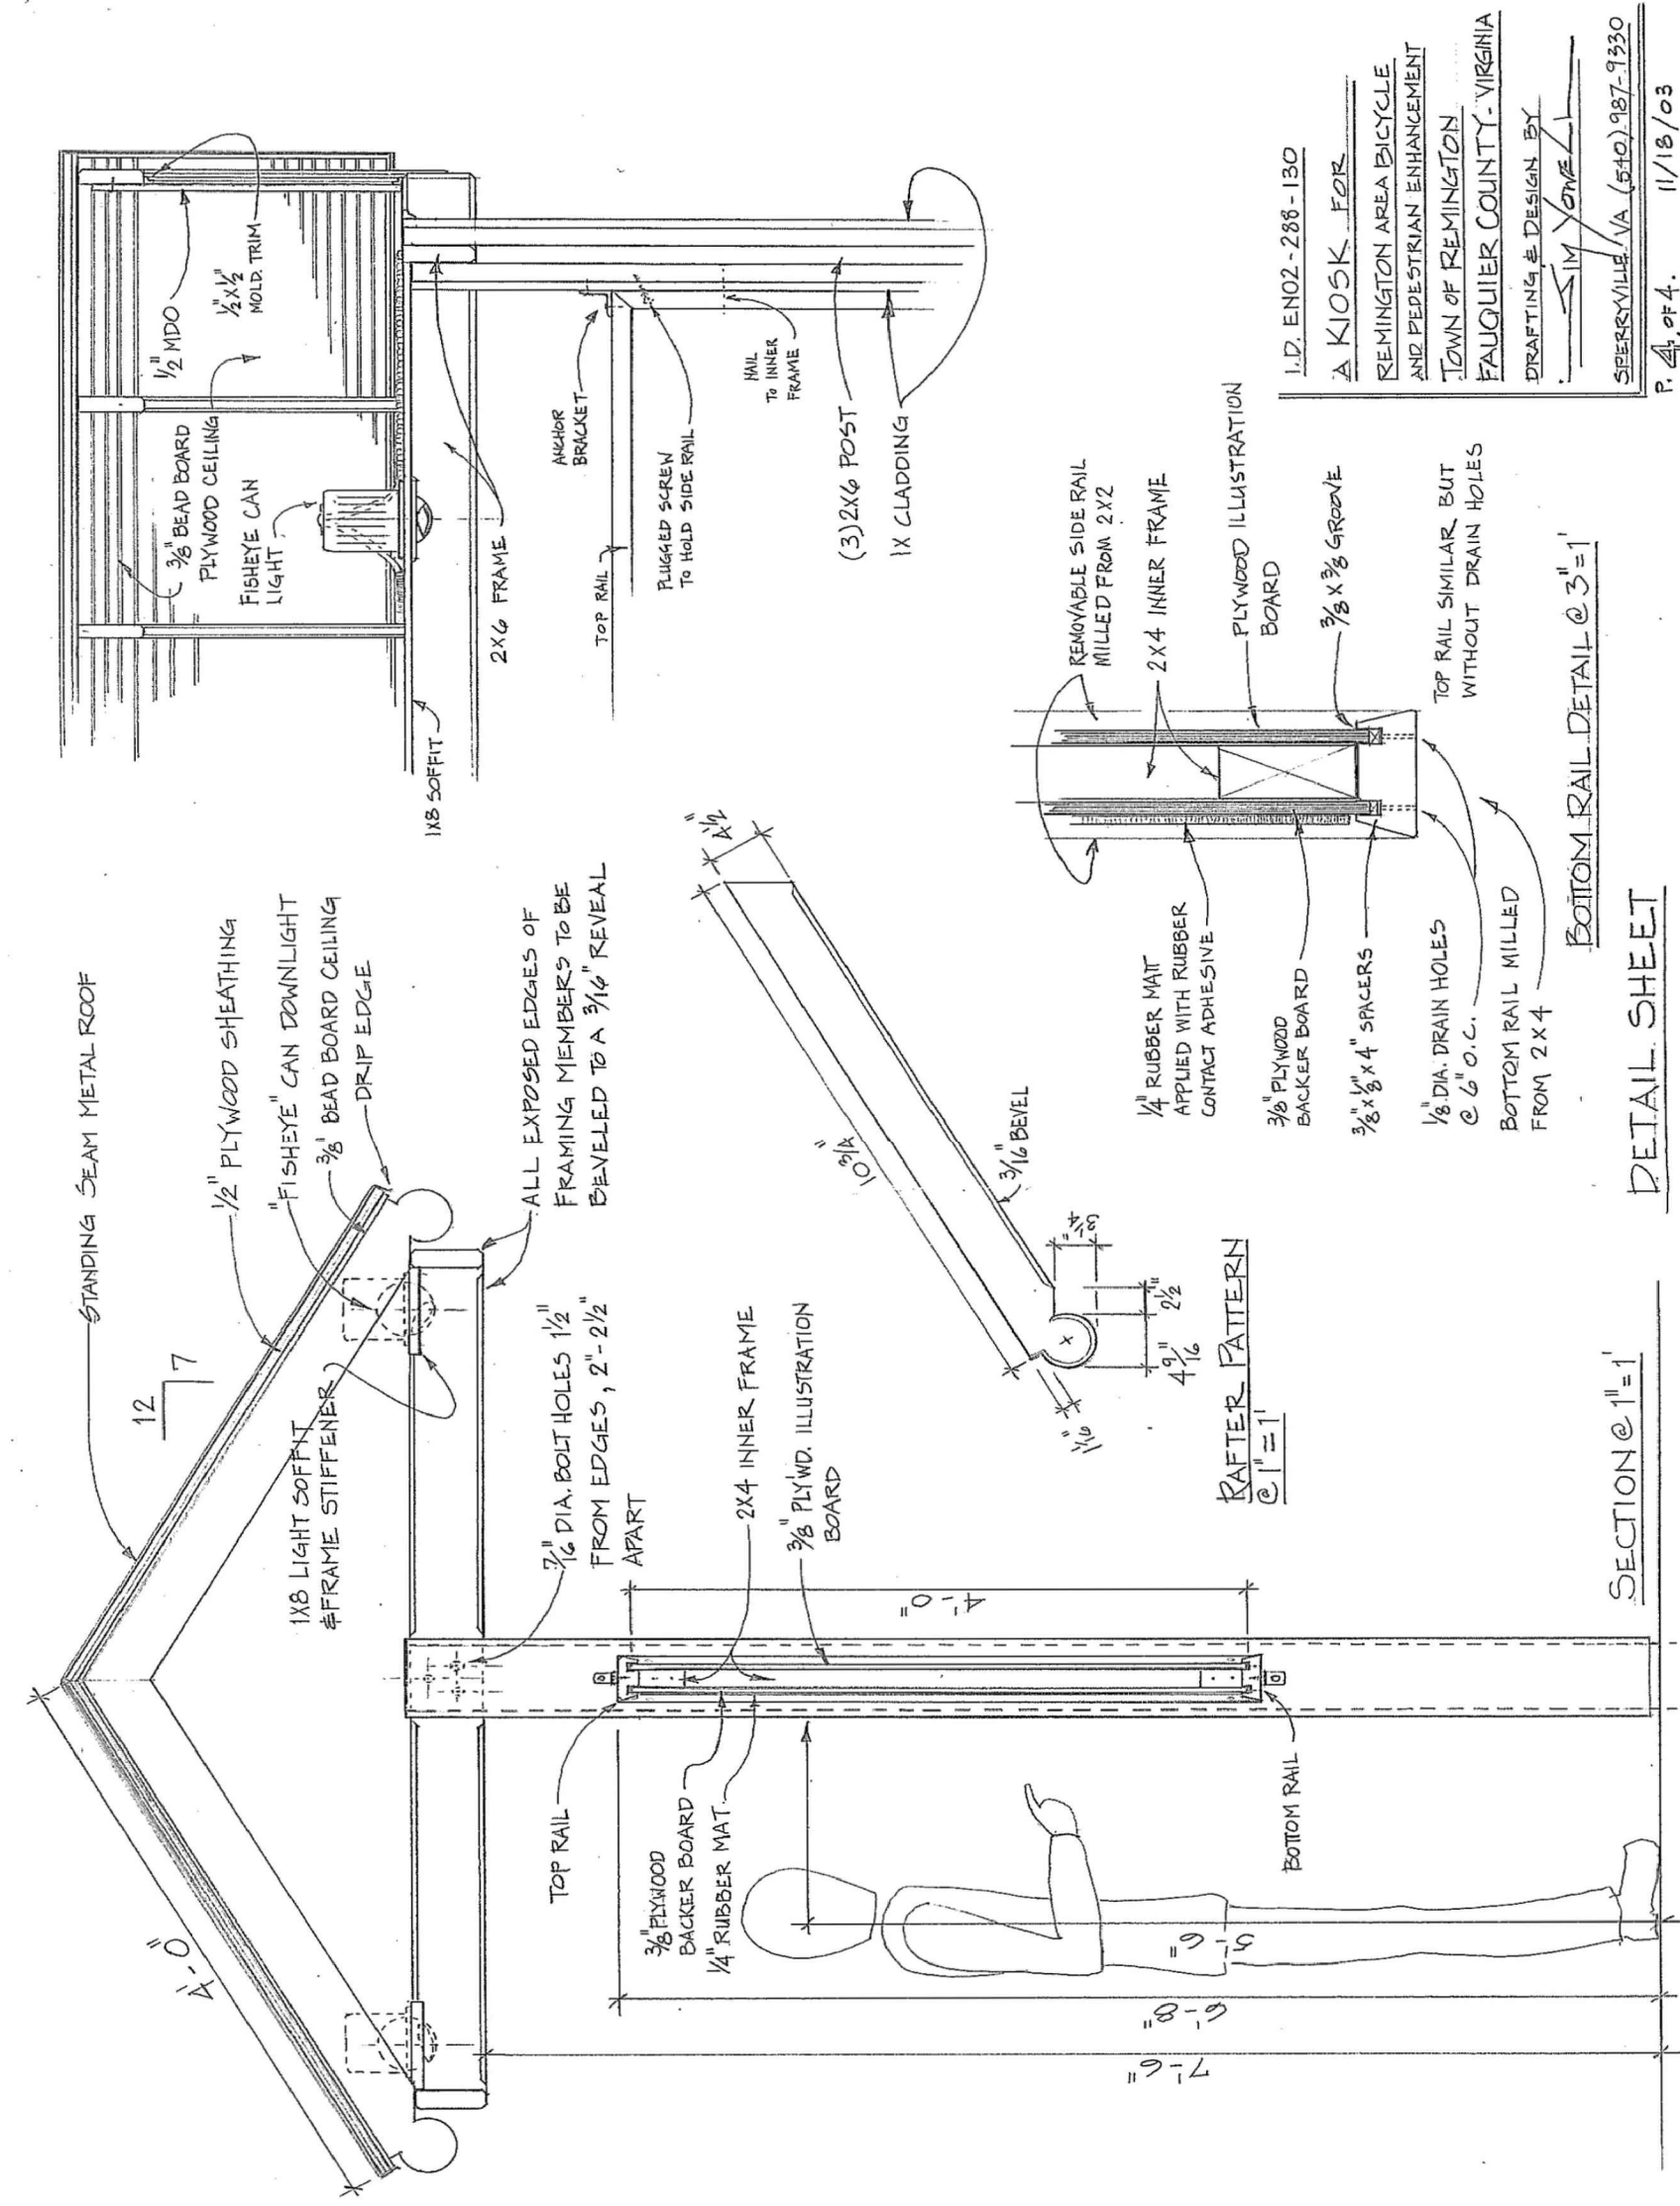 STANDING SEAM METAL ROOF
12
7
1/2" PLYWOOD SHEATHING
"FISHEYE" CAN DOWNLIGHT
3/8" BEAD BOARD CEILING
DRIP EDGE
4'-0"
1X8 LIGHT SOFFIT
& FRAME STIFFENER
ALL EXPOSED EDGES OF
FRAMING MEMBERS TO BE
BEVELED TO A 3/16" REVEAL
7/16" DIA. BOLT HOLES 1 1/2"
FROM EDGES, 2"-2 1/2"
APART
2X4 INNER FRAME
3/8" PLY'WD. ILLUSTRATION
BOARD
TOP RAIL
3/8" PLYWOOD
BACKER BOARD
1/4" RUBBER MAT
4'-0"
BOTTOM RAIL
5'-6"
6'-8"
7'-6"
SECTION @ 1"=1'
10 3/4"
4 1/2"
3/16" BEVEL
3 1/4"
2 1/2"
4 9/16"
1 1/16"
RAFTER PATTERN
@ 1"=1'
3/8" BEAD BOARD
PLYWOOD CEILING
1/2" MDO
1/2 X 1/2"
MOLD. TRIM
FISHEYE CAN
LIGHT
1X8 SOFFIT
2X6 FRAME
ANCHOR
BRACKET
TOP RAIL
PLUGGED SCREW
TO HOLD SIDE RAIL
NAIL
TO INNER
FRAME
(3) 2X6 POST
1X CLADDING
REMOVABLE SIDE RAIL
MILLED FROM 2X2
2X4 INNER FRAME
PLYWOOD ILLUSTRATION
BOARD
3/8 X 3/8 GROOVE
TOP RAIL SIMILAR BUT
WITHOUT DRAIN HOLES
1/4" RUBBER MATT
APPLIED WITH RUBBER
CONTACT ADHESIVE
3/8" PLYWOOD
BACKER BOARD
3/8" X 3/8" X 4" SPACERS
1/8" DIA. DRAIN HOLES
@ 6" O.C.
BOTTOM RAIL MILLED
FROM 2X4
BOTTOM RAIL DETAIL @ 3"=1'
DETAIL SHEET
I.D. EN02-288-130
A KIOSK FOR
REMINGTON AREA BICYCLE
AND PEDESTRIAN ENHANCEMENT
TOWN OF REMINGTON
FAUQUIER COUNTY - VIRGINIA
DRAFTING & DESIGN BY
JIM YOWELL
SPERRYVILLE, VA (540) 987-9330
P. 4. OF 4. 11/18/03